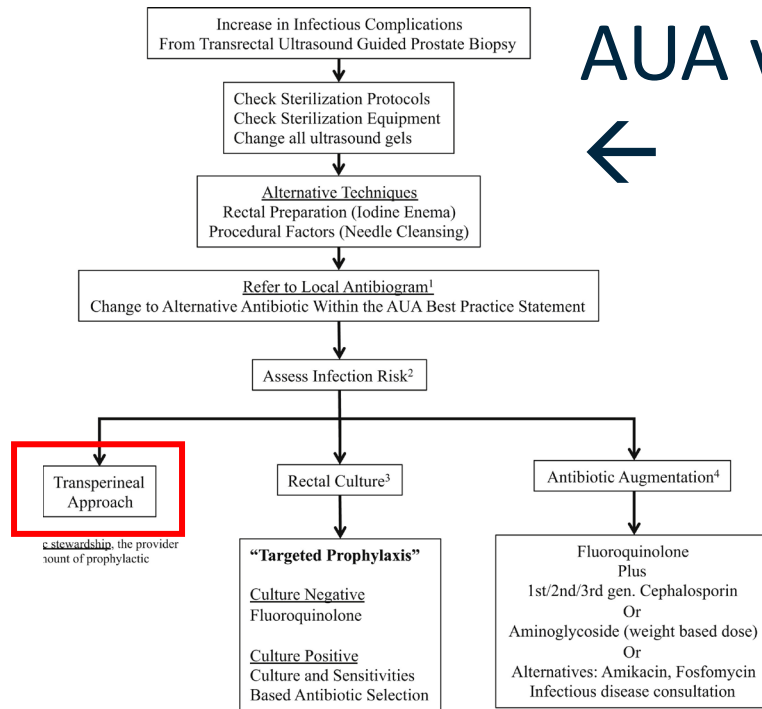 Increase in Infectious Complications
From Transrectal Ultrasound Guided Prostate Biopsy
AUA
Check Sterilization Protocols
Check Sterilization Equipment
Change all ultrasound gels
←
Alternative Techniques
Rectal Preparation (Iodine Enema)
Procedural Factors (Needle Cleansing)
Refer to Local Antibiogram¹
Change to Alternative Antibiotic Within the AUA Best Practice Statement
Assess Infection Risk²
Transperineal
Approach
stewardship, the provider
of prophylactic
Rectal Culture³
"Targeted Prophylaxis"
Culture Negative
Fluoroquinolone
Culture Positive
Culture and Sensitivities
Based Antibiotic Selection
Antibiotic Augmentation⁴
Fluoroquinolone
Plus
1st/2nd/3rd gen. Cephalosporin
Or
Aminoglycoside (weight based dose)
Or
Alternatives: Amikacin, Fosfomycin
Infectious disease consultation